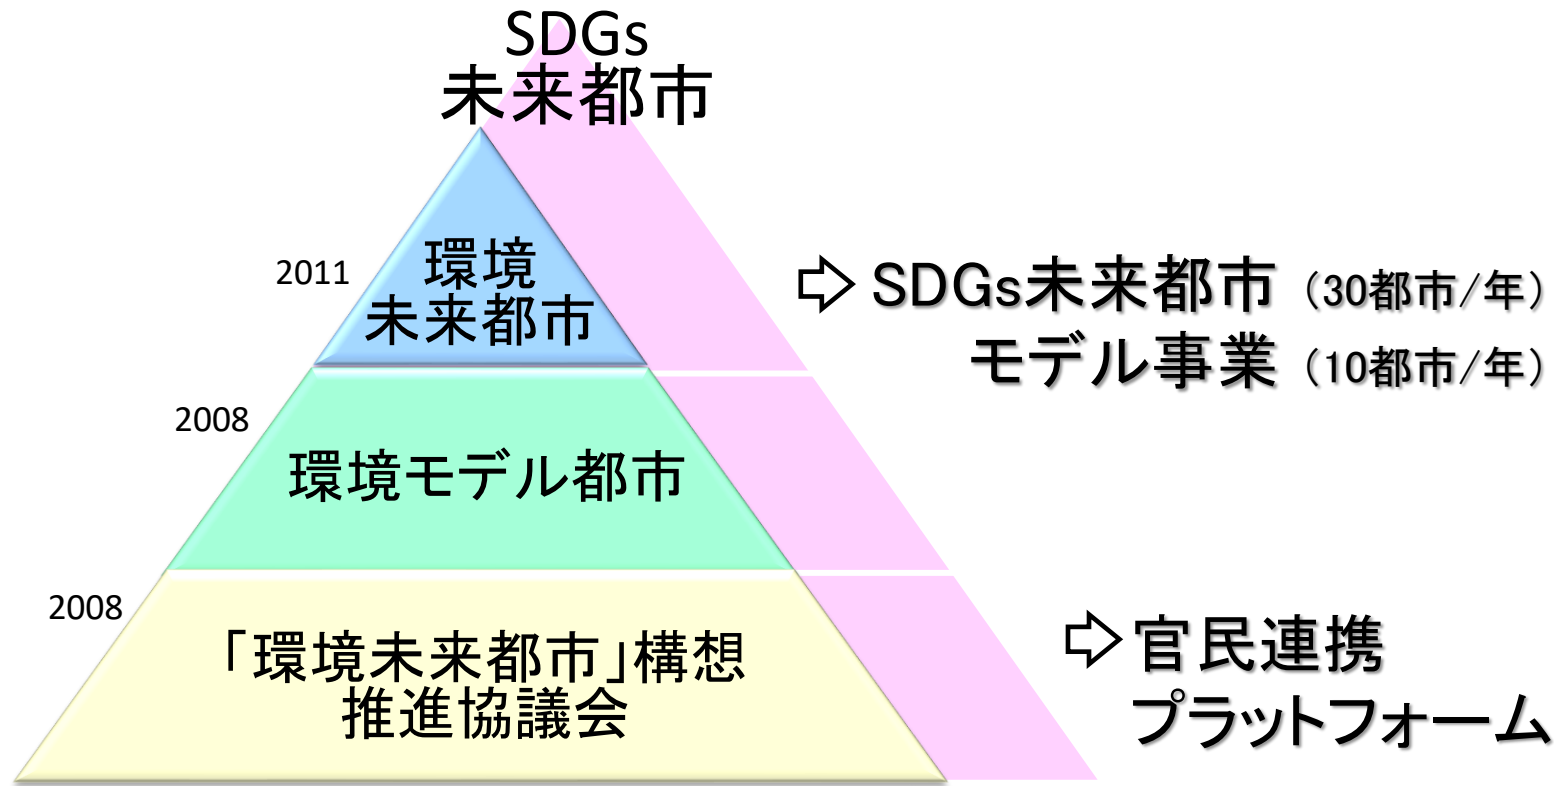 SDGs
未来都市
2011
環境
未来都市
2008
環境モデル都市
2008
「環境未来都市」構想
推進協議会
SDGs未来都市（30都市/年）
モデル事業（10都市/年）
官民連携
プラットフォーム